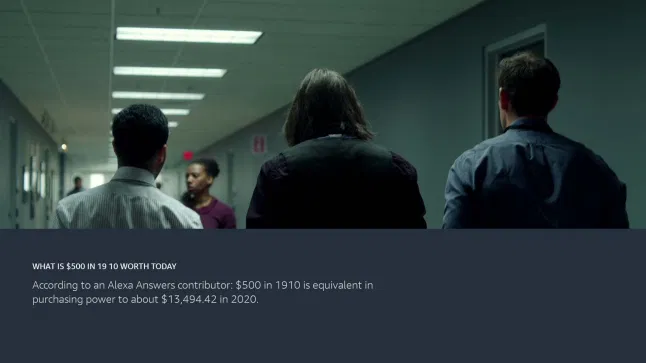 WHAT IS $500 IN 19 10 WORTH TODAY
According to an Alexa Answers contributor: $500 in 1910 is equivalent in
purchasing power to about $13,494.42 in 2020.